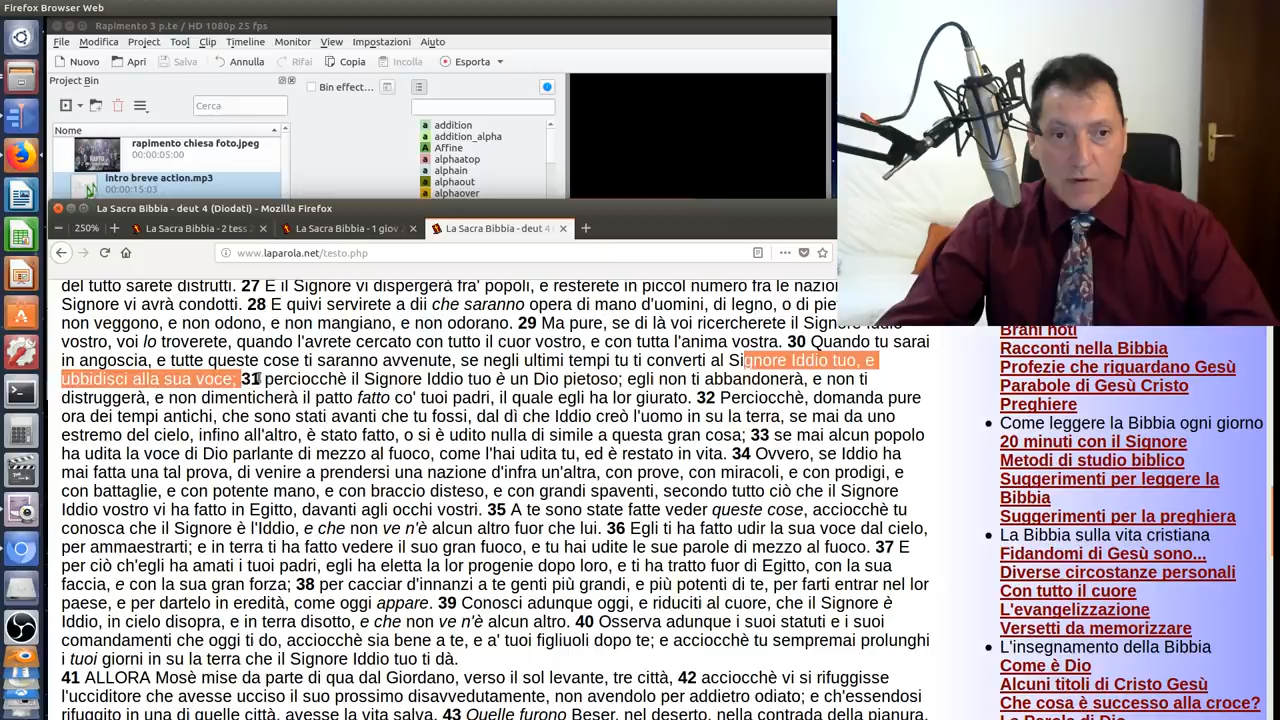 Firefox Browser Web
Rapimento 3 p.te / HD 1080p 25 fps
File Modifica Project Tool Clip Timeline Monitor View Impostazioni Aiuto
Nuovo Apri Salva Annulla Rifai Copia Incolla Esporta
Project Bin
Bin effect...
Cerca
Nome
rapimento chiesa foto.jpeg
00:00:05:00
intro breve action.mp3
00:00:15:03
addition
addition_alpha
Affine
alphaatop
alphain
alphaout
alphaover
La Sacra Bibbia - deut 4 (Diodati) - Mozilla Firefox
250%
La Sacra Bibbia - 2 tess
La Sacra Bibbia - 1 giov
La Sacra Bibbia - deut 4
www.laparola.net/testo.php
del tutto sarete distrutti. 27 E il Signore vi dispergerà fra' popoli, e resterete in piccol numero fra le nazion
Signore vi avrà condotti. 28 E quivi servirete a dii che saranno opera di mano d'uomini, di legno, o di pie
non veggono, e non odono, e non mangiano, e non odorano. 29 Ma pure, se di là voi ricercherete il Signore Iddio
vostro, voi lo troverete, quando l'avrete cercato con tutto il cuor vostro, e con tutta l'anima vostra. 30 Quando tu sarai
in angoscia, e tutte queste cose ti saranno avvenute, se negli ultimi tempi tu ti converti al Signore Iddio tuo, e
ubbidisci alla sua voce; 31 perciocchè il Signore Iddio tuo è un Dio pietoso; egli non ti abbandonerà, e non ti
distruggerà, e non dimenticherà il patto fatto co' tuoi padri, il quale egli ha lor giurato. 32 Perciocchè, domanda pure
ora dei tempi antichi, che sono stati avanti che tu fossi, dal dì che Iddio creò l'uomo in su la terra, se mai da uno
estremo del cielo, infino all'altro, è stato fatto, o si è udito nulla di simile a questa gran cosa; 33 se mai alcun popolo
ha udita la voce di Dio parlante di mezzo al fuoco, come l'hai udita tu, ed è restato in vita. 34 Ovvero, se Iddio ha
mai fatta una tal prova, di venire a prendersi una nazione d'infra un'altra, con prove, con miracoli, e con prodigi, e
con battaglie, e con potente mano, e con braccio disteso, e con grandi spaventi, secondo tutto ciò che il Signore
Iddio vostro vi ha fatto in Egitto, davanti agli occhi vostri. 35 A te sono state fatte veder queste cose, acciocchè tu
conosca che il Signore è l'Iddio, e che non ve n'è alcun altro fuor che lui. 36 Egli ti ha fatto udir la sua voce dal cielo,
per ammaestrarti; e in terra ti ha fatto vedere il suo gran fuoco, e tu hai udite le sue parole di mezzo al fuoco. 37 E
per ciò ch'egli ha amati i tuoi padri, egli ha eletta la lor progenie dopo loro, e ti ha tratto fuor di Egitto, con la sua
faccia, e con la sua gran forza; 38 per cacciar d'innanzi a te genti più grandi, e più potenti di te, per farti entrar nel lor
paese, e per dartelo in eredità, come oggi appare. 39 Conosci adunque oggi, e riduciti al cuore, che il Signore è
Iddio, in cielo disopra, e in terra disotto, e che non ve n'è alcun altro. 40 Osserva adunque i suoi statuti e i suoi
comandamenti che oggi ti do, acciocchè sia bene a te, e a' tuoi figliuoli dopo te; e acciocchè tu sempremai prolunghi
i tuoi giorni in su la terra che il Signore Iddio tuo ti dà.
41 ALLORA Mosè mise da parte di qua dal Giordano, verso il sol levante, tre città, 42 acciocchè vi si rifuggisse
l'ucciditore che avesse ucciso il suo prossimo disavvedutamente, non avendolo per addietro odiato; e ch'essendosi
rifuggito in una di quelle città, avesse la vita salva. 43 Quelle furono Beser, nel deserto, nella contrada della pianura,
Brani noti
Racconti nella Bibbia
Profezie che riguardano Gesù
Parabole di Gesù Cristo
Preghiere
Come leggere la Bibbia ogni giorno
20 minuti con il Signore
Metodi di studio biblico
Suggerimenti per leggere la
Bibbia
Suggerimenti per la preghiera
La Bibbia sulla vita cristiana
Fidandomi di Gesù sono...
Diverse circostanze personali
Con tutto il cuore
L'evangelizzazione
Versetti da memorizzare
L'insegnamento della Bibbia
Come è Dio
Alcuni titoli di Cristo Gesù
Che cosa è successo alla croce?
La Parola di Dio